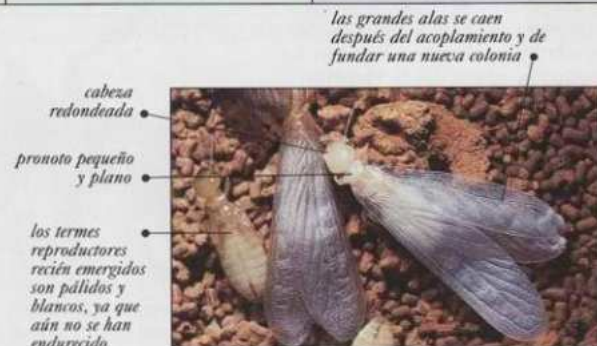 las grandes alas se caen
después del acoplamiento y de
fundar una nueva colonia
cabeza
redondeada
pronoto pequeño
y plano
los termes
reproductores
recién emergidos
son pálidos y
blancos, ya que
aún no se han
endurecido